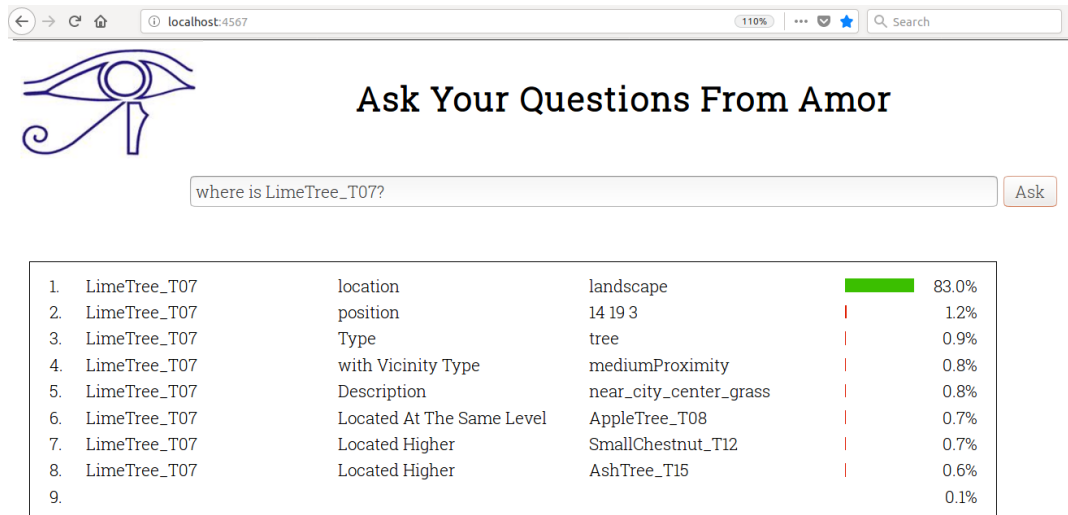 localhost:4567 110% Search
Ask Your Questions From Amor
where is LimeTree_T07? Ask
1. LimeTree_T07 location landscape 83.0%
2. LimeTree_T07 position 14 19 3 1.2%
3. LimeTree_T07 Type tree 0.9%
4. LimeTree_T07 with Vicinity Type mediumProximity 0.8%
5. LimeTree_T07 Description near_city_center_grass 0.8%
6. LimeTree_T07 Located At The Same Level AppleTree_T08 0.7%
7. LimeTree_T07 Located Higher SmallChestnut_T12 0.7%
8. LimeTree_T07 Located Higher AshTree_T15 0.6%
9. 0.1%